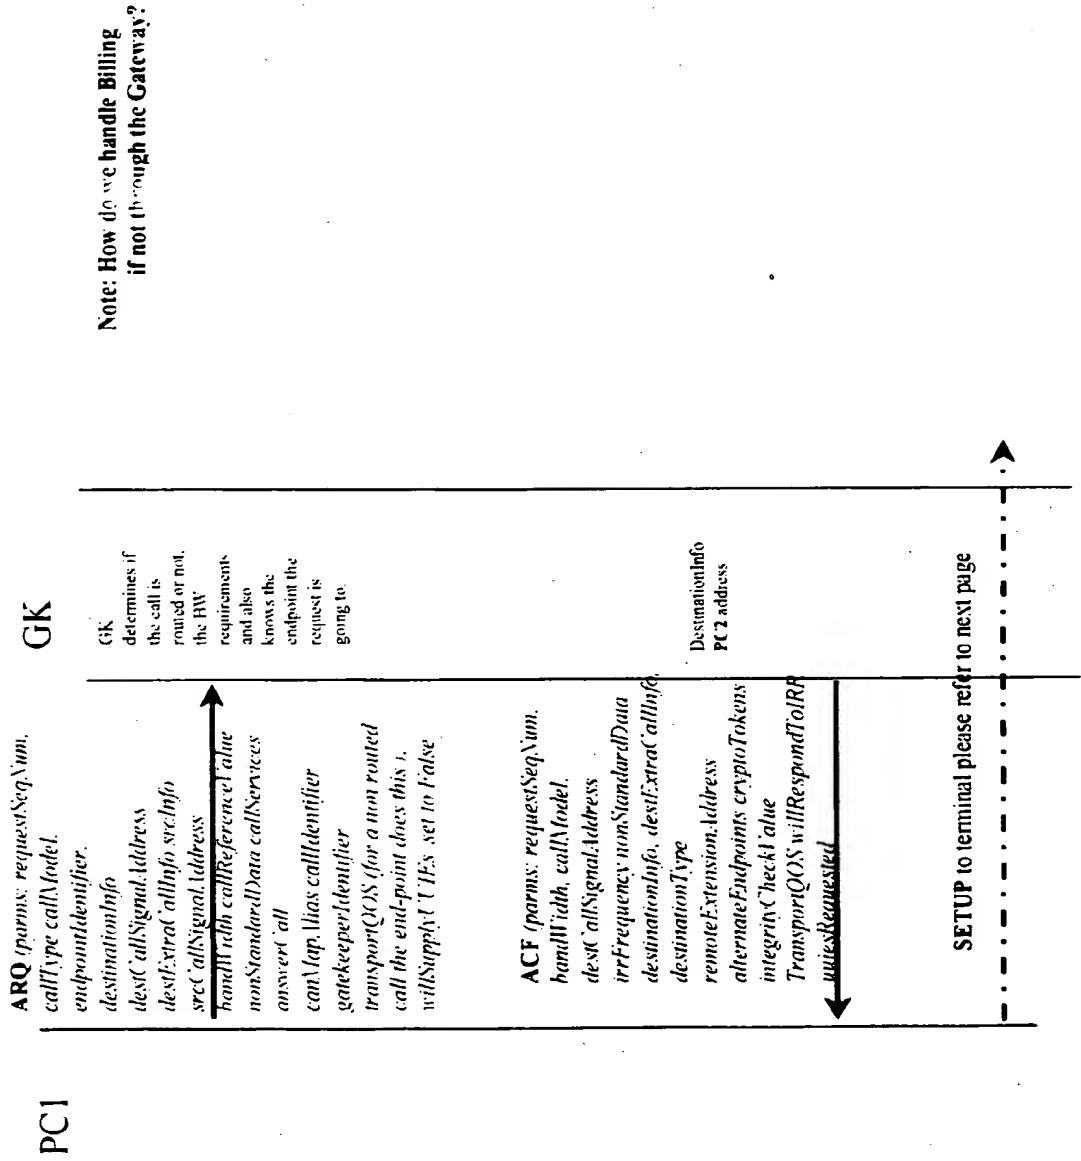 PC1
GK
Note: How do we handle Billing
if not through the Gateway?
ARQ (parms: requestSeqNum,
callType callModel,
endpointIdentifier,
destinationInfo
destCallSignalAddress
destExtraCallInfo srcInfo
srcCallSignalAddress
bandWidth callReferenceValue
nonStandardData callServices
answerCall
canMapAlias callIdentifier
gatekeeperIdentifier
transportQOS (for a non routed
call the end-point does this ),
willSupplyUUIEs set to False
GK
determines if
the call is
routed or not,
the BW
requirements
and also
knows the
endpoint the
request is
going to.
ACF (parms: requestSeqNum,
bandWidth, callModel,
destCallSignalAddress
irrFrequency nonStandardData
destinationInfo, destExtraCallInfo,
destinationType
remoteExtensionAddress
alternateEndpoints cryptoTokens
integrityCheckValue
TransportQOS willRespondToIRR
uuiesRequested
DestinationInfo
PC2 address
SETUP to terminal please refer to next page